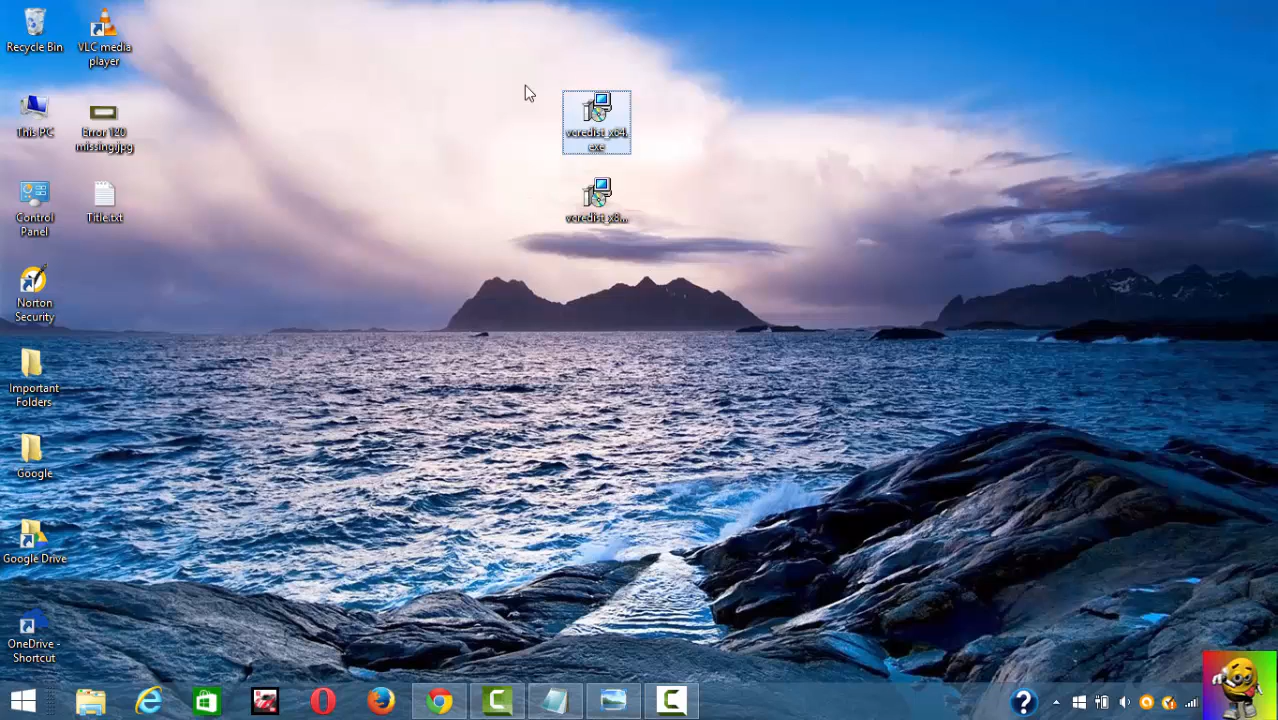 Recycle Bin
VLC media
player
This PC
Error 120
missing.jpg
Control
Panel
Title.txt
Norton
Security
Important
Folders
Google
Google Drive
OneDrive -
Shortcut
vcredist_x64.
exe
vcredist_x8...